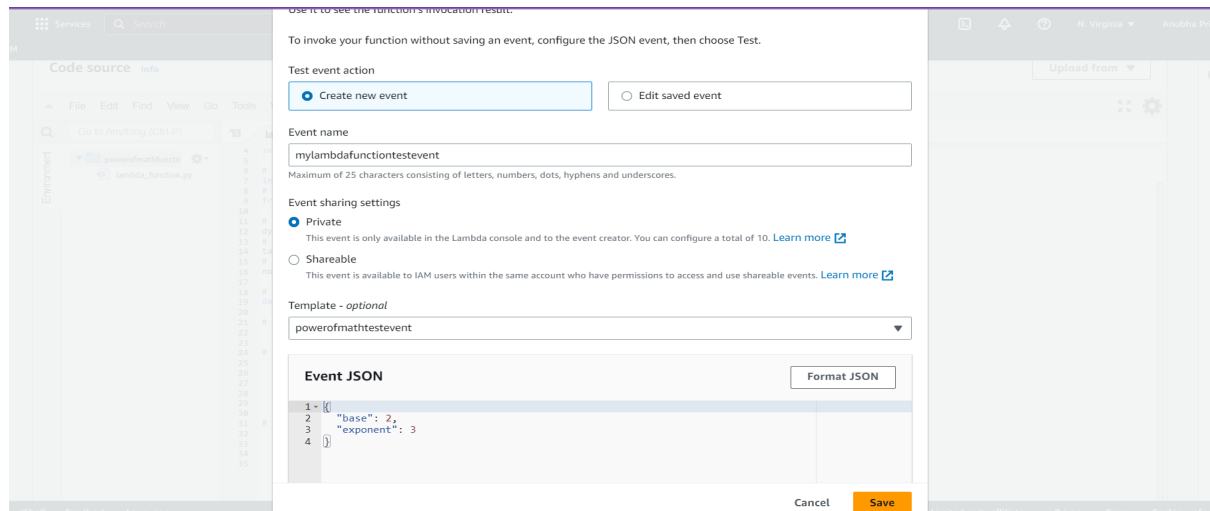 Use it to see the function's invocation result.
Services Search N. Virginia Anubha Pr
To invoke your function without saving an event, configure the JSON event, then choose Test.
Code source Info Upload from
Test event action
Create new event Edit saved event
File Edit Find View Go Tools
Go to Anything (Ctrl-P)
Event name
mylambdafunctiontestevent
Maximum of 25 characters consisting of letters, numbers, dots, hyphens and underscores.
Environment
lambda_function.py
Event sharing settings
Private
This event is only available in the Lambda console and to the event creator. You can configure a total of 10. Learn more
Shareable
This event is available to IAM users within the same account who have permissions to access and use shareable events. Learn more
Template - optional
powerofmathtestevent
Event JSON Format JSON
1 {
2 "base": 2,
3 "exponent": 3
4 }
Cancel Save